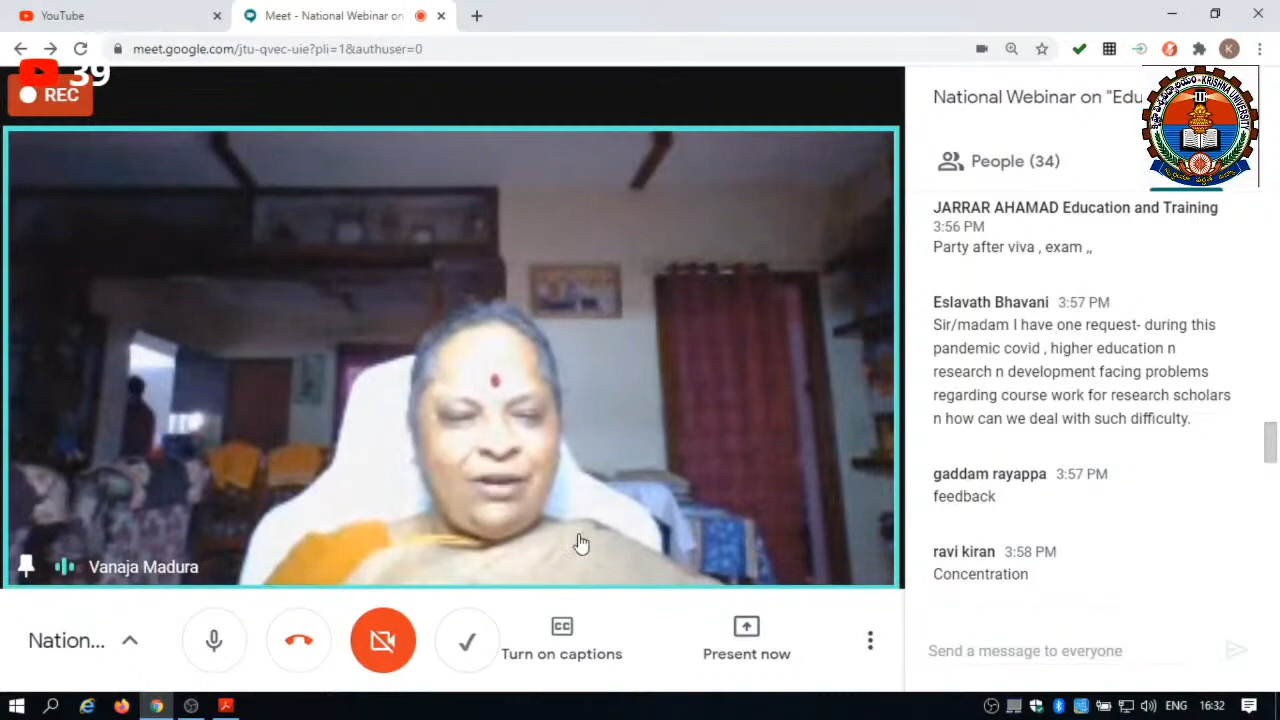 YouTube
Meet - National Webinar on
meet.google.com/jtu-qvec-uie?pli=1&authuser=0
K
39
REC
National Webinar on "Edu
KRISHNA UNIVERSITY
People (34)
JARRAR AHAMAD Education and Training
3:56 PM
Party after viva , exam ,,
Eslavath Bhavani 3:57 PM
Sir/madam I have one request- during this
pandemic covid , higher education n
research n development facing problems
regarding course work for research scholars
n how can we deal with such difficulty.
gaddam rayappa 3:57 PM
feedback
ravi kiran 3:58 PM
Concentration
Vanaja Madura
Nation...
CC
Turn on captions
Present now
Send a message to everyone
ENG 16:32